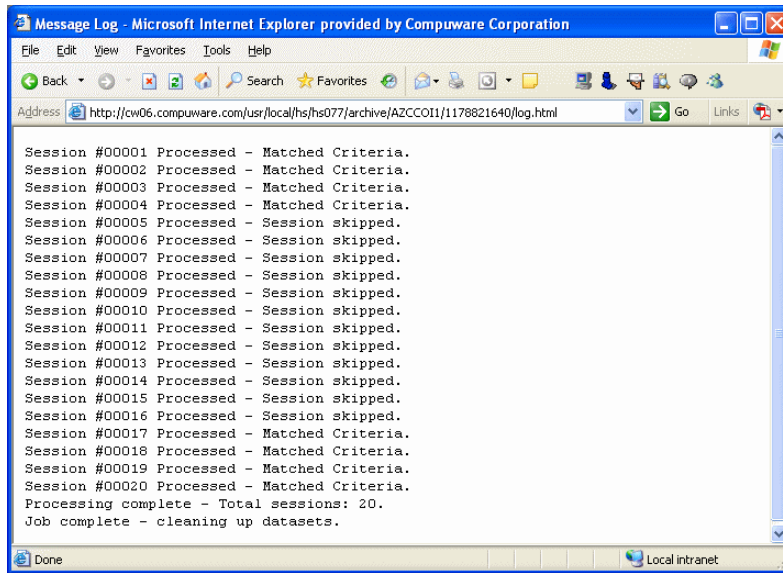 Message Log - Microsoft Internet Explorer provided by Compuware Corporation
File Edit View Favorites Tools Help
Back Search Favorites
Address http://cw06.compuware.com/usr/local/hs/hs077/archive/AZCCOI1/1178821640/log.html Go Links
Session #00001 Processed - Matched Criteria.
Session #00002 Processed - Matched Criteria.
Session #00003 Processed - Matched Criteria.
Session #00004 Processed - Matched Criteria.
Session #00005 Processed - Session skipped.
Session #00006 Processed - Session skipped.
Session #00007 Processed - Session skipped.
Session #00008 Processed - Session skipped.
Session #00009 Processed - Session skipped.
Session #00010 Processed - Session skipped.
Session #00011 Processed - Session skipped.
Session #00012 Processed - Session skipped.
Session #00013 Processed - Session skipped.
Session #00014 Processed - Session skipped.
Session #00015 Processed - Session skipped.
Session #00016 Processed - Session skipped.
Session #00017 Processed - Matched Criteria.
Session #00018 Processed - Matched Criteria.
Session #00019 Processed - Matched Criteria.
Session #00020 Processed - Matched Criteria.
Processing complete - Total sessions: 20.
Job complete - cleaning up datasets.
Done Local intranet